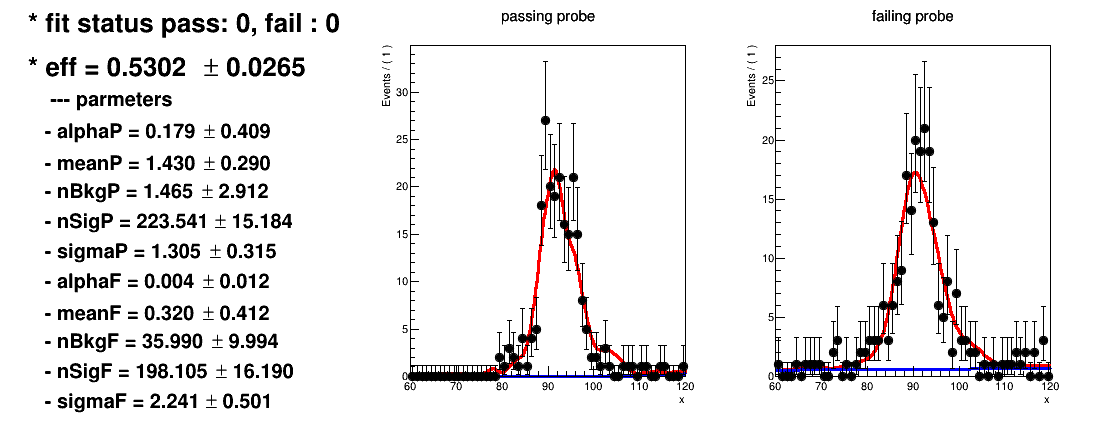 * fit status pass: 0, fail : 0
* eff = 0.5302 ± 0.0265
--- parmeters
- alphaP = 0.179 ± 0.409
- meanP = 1.430 ± 0.290
- nBkgP = 1.465 ± 2.912
- nSigP = 223.541 ± 15.184
- sigmaP = 1.305 ± 0.315
- alphaF = 0.004 ± 0.012
- meanF = 0.320 ± 0.412
- nBkgF = 35.990 ± 9.994
- nSigF = 198.105 ± 16.190
- sigmaF = 2.241 ± 0.501
passing probe
Events / ( 1 )
30
25
20
15
10
5
0
60 70 80 90 100 110 120
x
failing probe
Events / ( 1 )
25
20
15
10
5
0
60 70 80 90 100 110 120
x